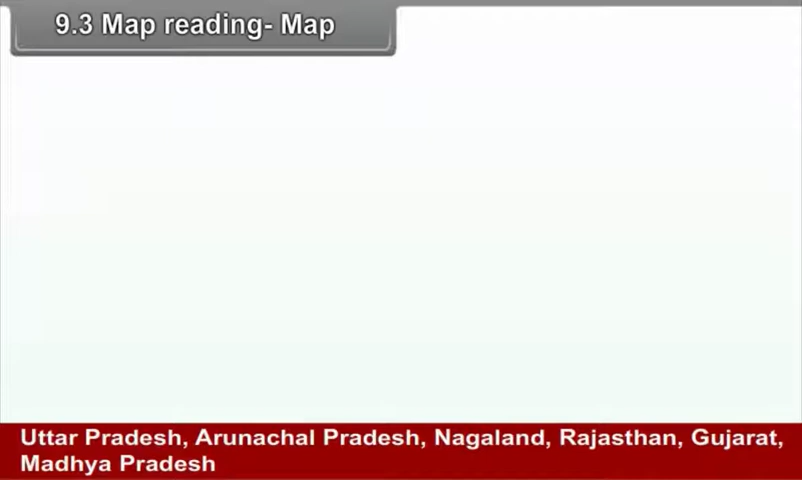 9.3 Map reading- Map
Uttar Pradesh, Arunachal Pradesh, Nagaland, Rajasthan, Gujarat,
Madhya Pradesh